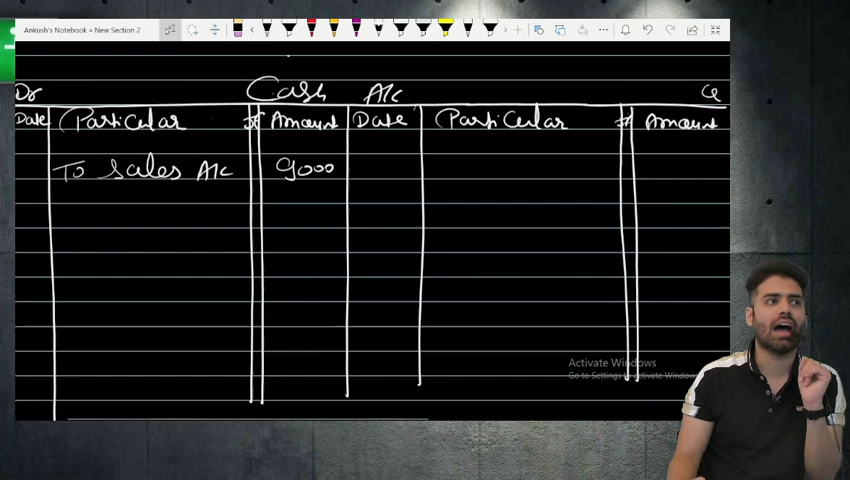 Ankush's Notebook » New Section 2
Dr Cash A/c Cr
Date Particular Amount Date Particular Amount
To Sales A/c 9000
Activate Windows
Go to Settings to activate Windows